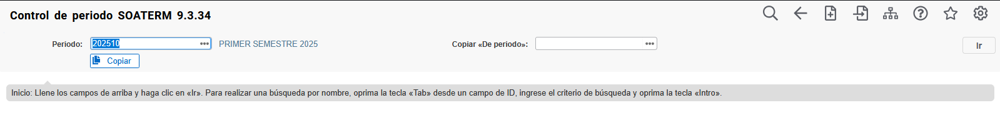 Control de periodo SOATERM 9.3.34
Periodo: 202510 ••• PRIMER SEMESTRE 2025 Copiar «De periodo»: ••• Ir
Copiar
Inicio: Llene los campos de arriba y haga clic en «Ir». Para realizar una búsqueda por nombre, oprima la tecla «Tab» desde un campo de ID, ingrese el criterio de búsqueda y oprima la tecla «Intro».